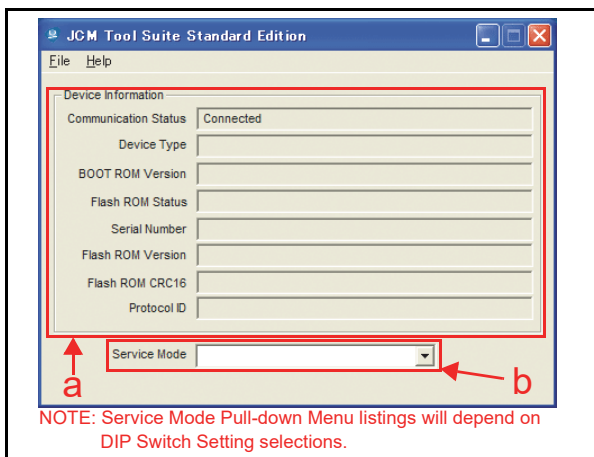 JCM Tool Suite Standard Edition
File Help
Device Information
Communication Status Connected
Device Type
BOOT ROM Version
Flash ROM Status
Serial Number
Flash ROM Version
Flash ROM CRC16
Protocol ID
Service Mode
a
b
NOTE: Service Mode Pull-down Menu listings will depend on
DIP Switch Setting selections.